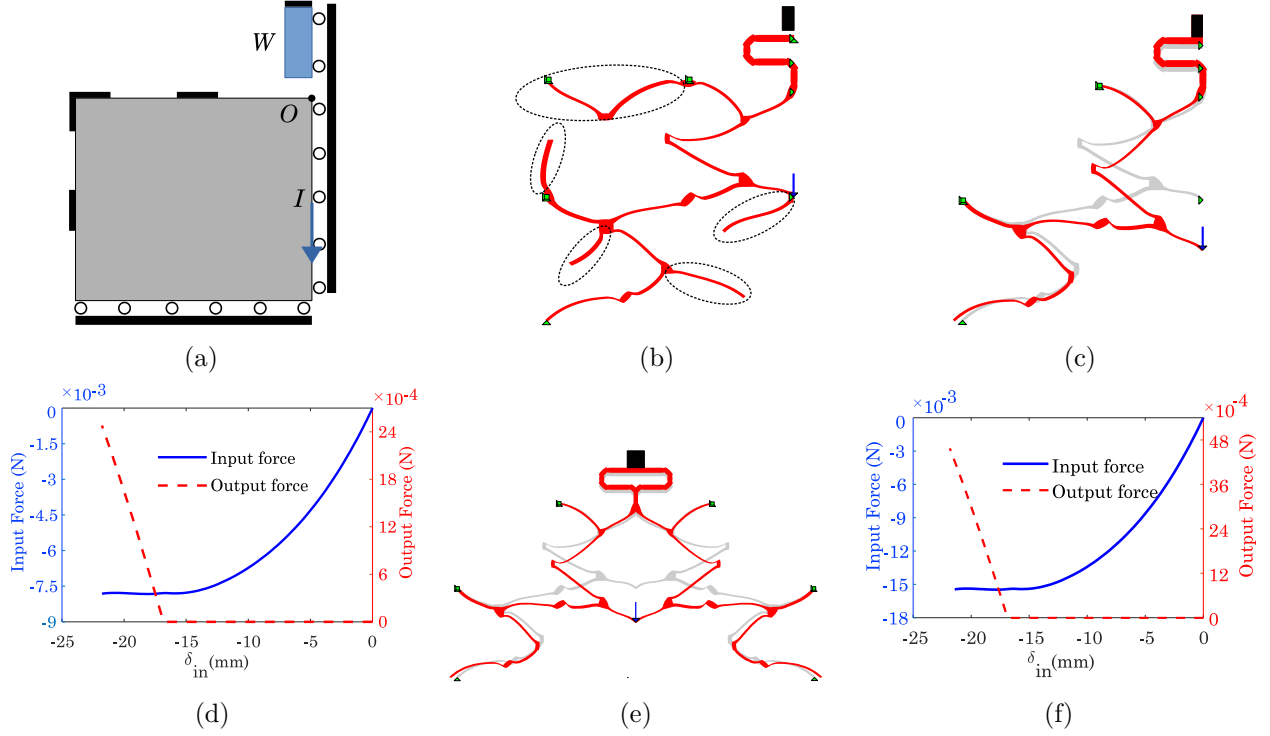 W
O
I
(a)
(b)
(c)
×10⁻³
×10⁻⁴
0
-1.5
-3
-4.5
-6
-7.5
-9
Input Force (N)
24
18
12
6
0
Output Force (N)
Input force
Output force
-25
-20
-15
-10
-5
0
δin(mm)
(d)
(e)
×10⁻³
×10⁻⁴
0
-3
-6
-9
-12
-15
-18
Input Force (N)
48
36
24
12
0
Output Force (N)
Input force
Output force
-25
-20
-15
-10
-5
0
δin(mm)
(f)